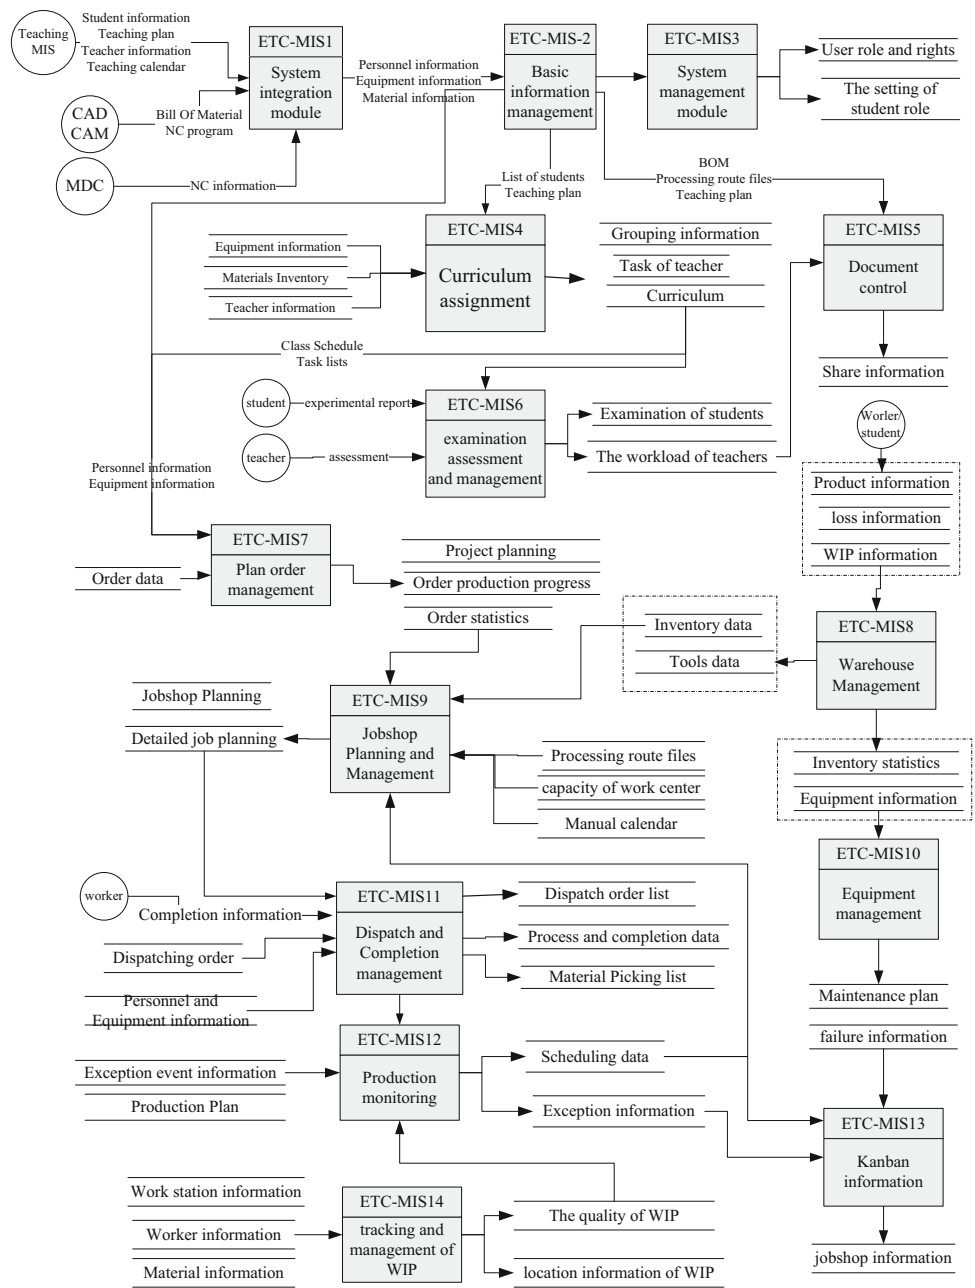 Teaching
MIS
Student information
Teaching plan
Teacher information
Teaching calendar
ETC-MIS1
System
integration
module
Personnel information
Equipment information
Material information
ETC-MIS-2
Basic
information
management
ETC-MIS3
System
management
module
User role and rights
The setting of
student role
CAD
CAM
Bill Of Material
NC program
MDC
NC information
List of students
Teaching plan
BOM
Processing route files
Teaching plan
Equipment information
Materials Inventory
Teacher information
ETC-MIS4
Curriculum
assignment
Grouping information
Task of teacher
Curriculum
ETC-MIS5
Document
control
Share information
Class Schedule
Task lists
student
experimental report
teacher
assessment
ETC-MIS6
examination
assessment
and management
Examination of students
The workload of teachers
Worler/
student
Product information
loss information
WIP information
Personnel information
Equipment information
Order data
ETC-MIS7
Plan order
management
Project planning
Order production progress
Order statistics
Inventory data
Tools data
ETC-MIS8
Warehouse
Management
Jobshop Planning
Detailed job planning
ETC-MIS9
Jobshop
Planning and
Management
Processing route files
capacity of work center
Manual calendar
Inventory statistics
Equipment information
ETC-MIS10
Equipment
management
worker
Completion information
Dispatching order
Personnel and
Equipment information
ETC-MIS11
Dispatch and
Completion
management
Dispatch order list
Process and completion data
Material Picking list
Maintenance plan
failure information
Exception event information
Production Plan
ETC-MIS12
Production
monitoring
Scheduling data
Exception information
ETC-MIS13
Kanban
information
Work station information
Worker information
Material information
ETC-MIS14
tracking and
management of
WIP
The quality of WIP
location information of WIP
jobshop information